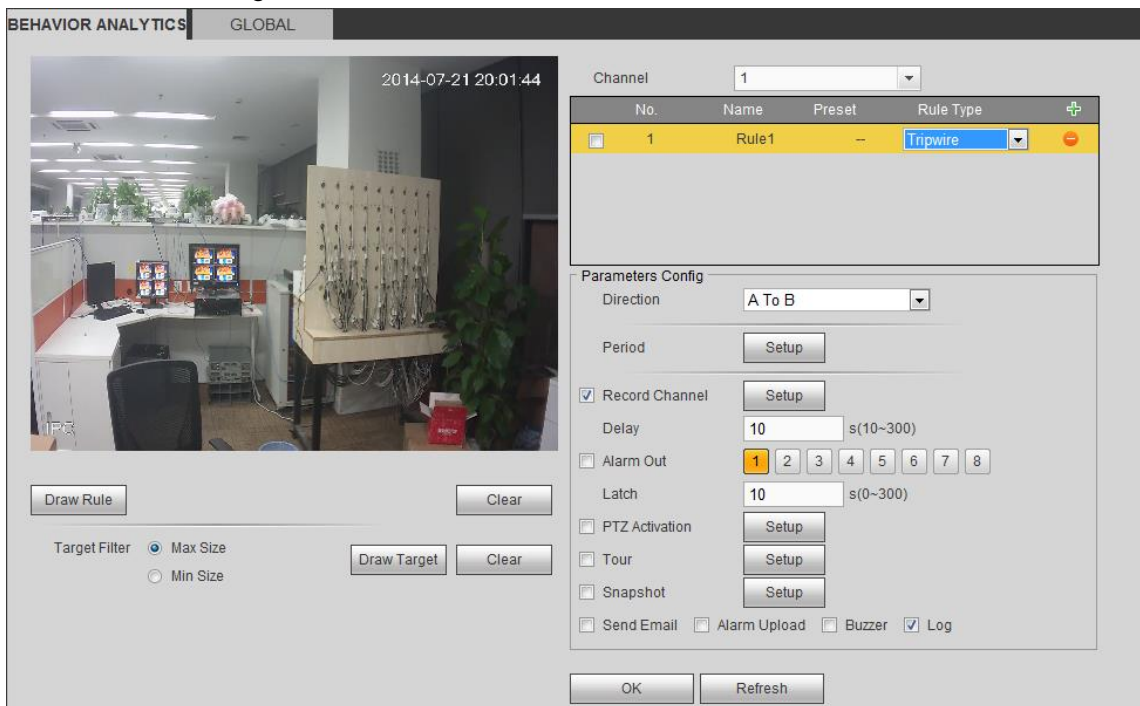 BEHAVIOR ANALYTICS GLOBAL
2014-07-21 20:01:44
IPC
Draw Rule Clear
Target Filter Max Size
Min Size
Draw Target Clear
Channel 1
No. Name Preset Rule Type
1 Rule1 -- Tripwire
Parameters Config
Direction A To B
Period Setup
Record Channel Setup
Delay 10 s(10~300)
Alarm Out 1 2 3 4 5 6 7 8
Latch 10 s(0~300)
PTZ Activation Setup
Tour Setup
Snapshot Setup
Send Email Alarm Upload Buzzer Log
OK Refresh